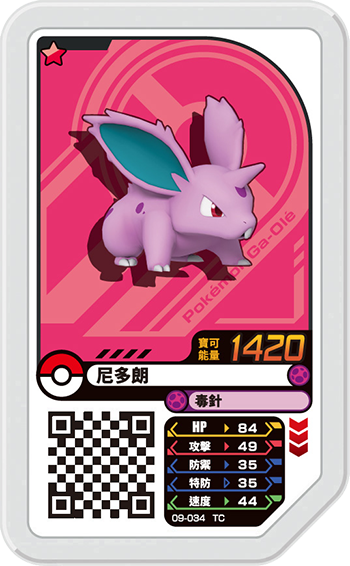 Pokémon Ga-Olé
寶可能量 1420
尼多朗
毒針
HP 84
攻擊 49
防禦 35
特防 35
速度 44
09-034 TC